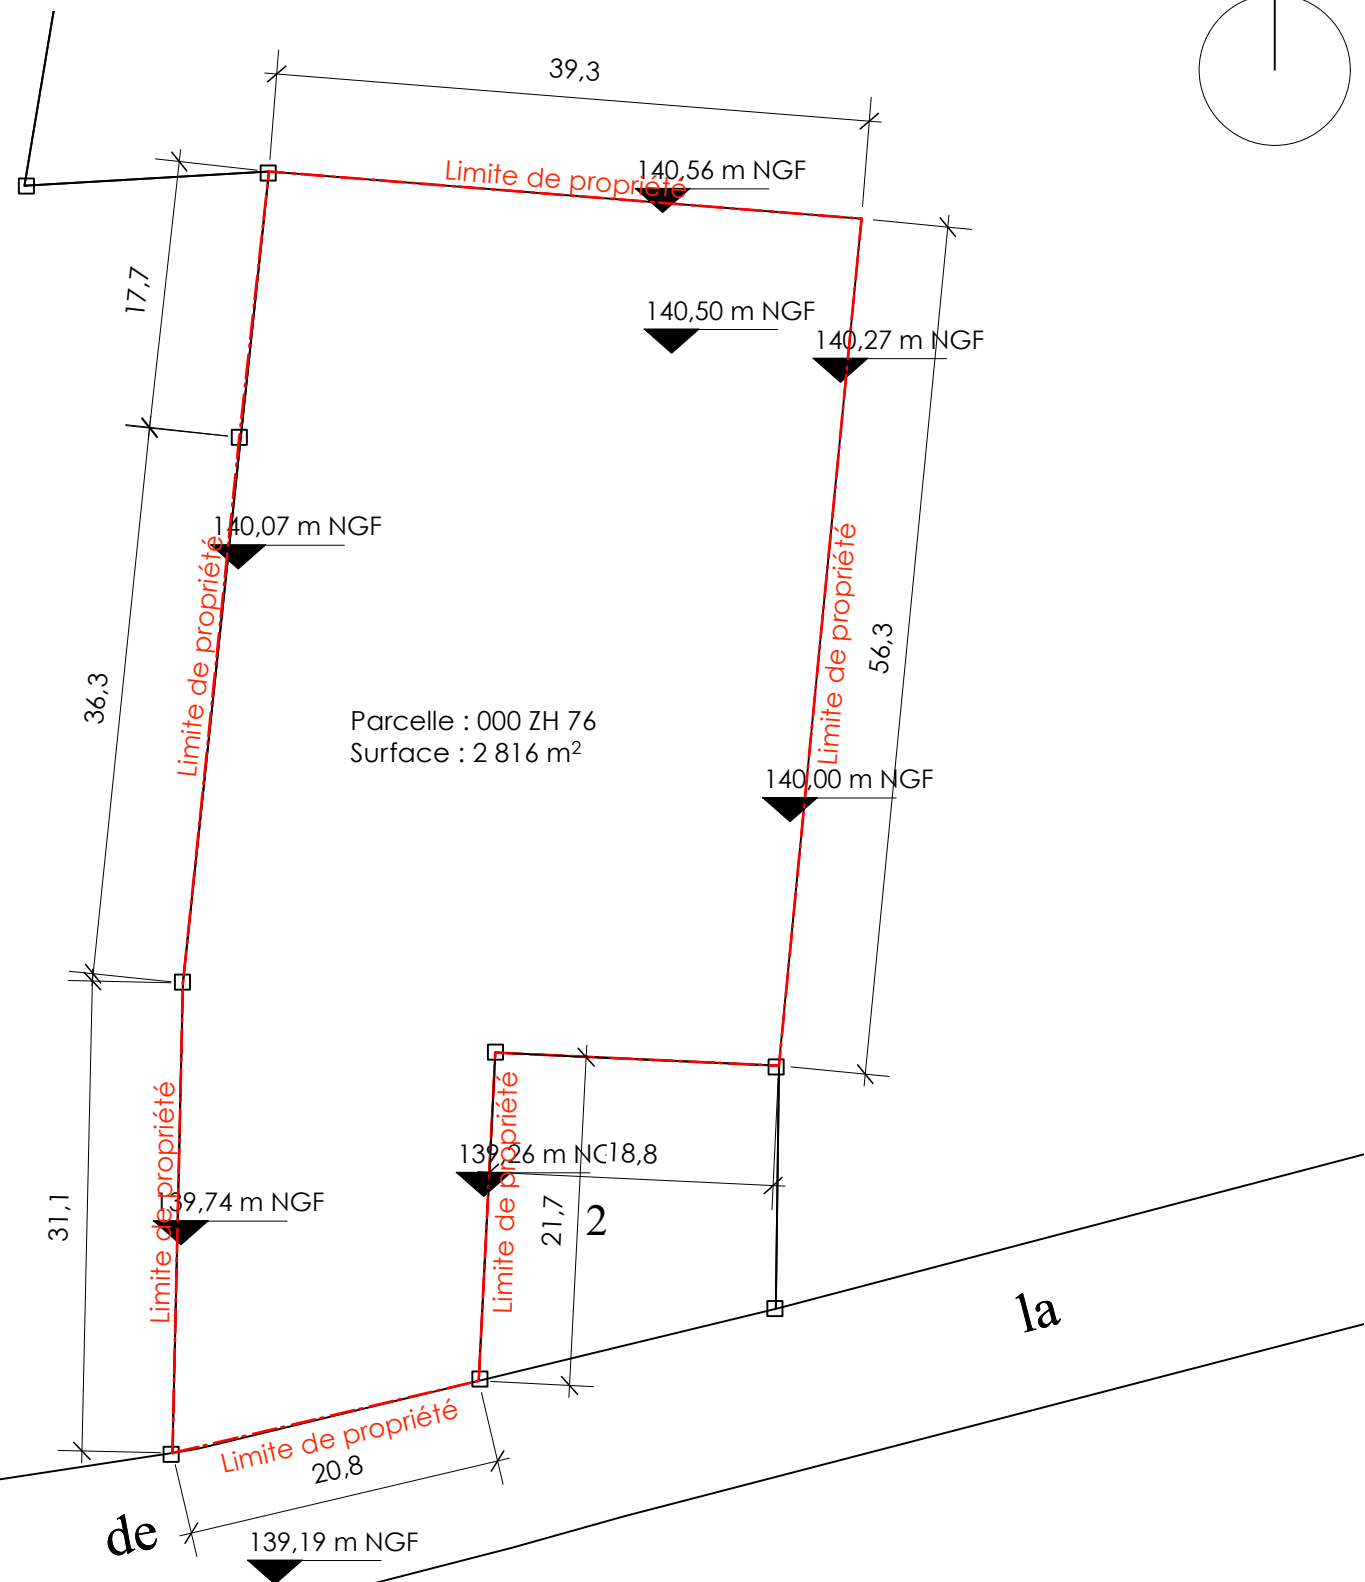 39,3
Limite de propriété
140,56 m NGF
17,7
140,50 m NGF
140,27 m NGF
140,07 m NGF
Limite de propriété
Limite de propriété
56,3
36,3
Parcelle : 000 ZH 76
Surface : 2 816 m²
140,00 m NGF
Limite de propriété
Limite de propriété
139,26 m
18,8
31,1
139,74 m NGF
21,7
2
la
Limite de propriété
20,8
de
139,19 m NGF